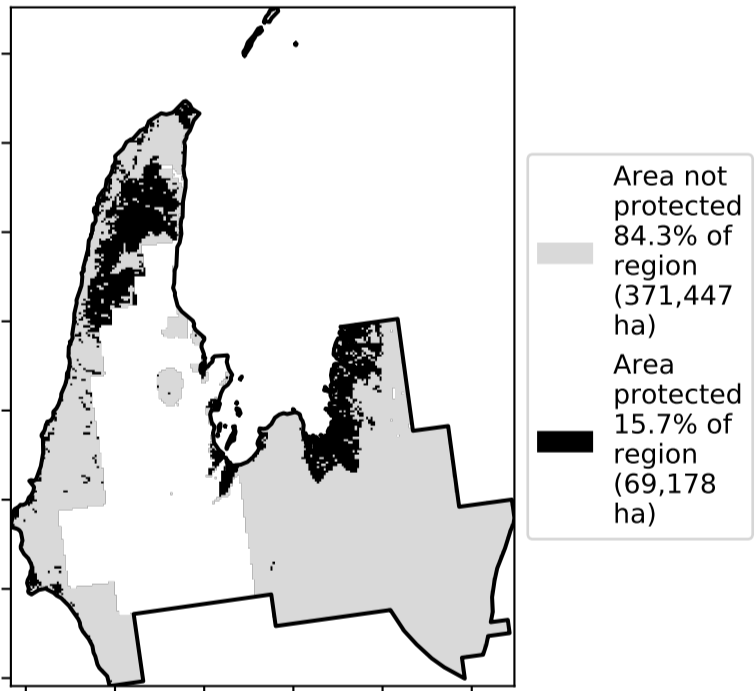 Area not
protected
84.3% of
region
(371,447
ha)
Area
protected
15.7% of
region
(69,178
ha)